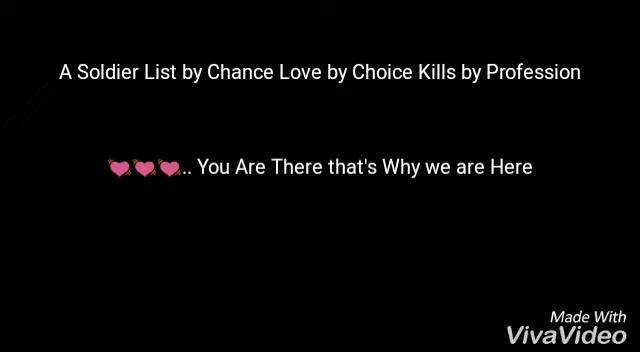 A Soldier List by Chance Love by Choice Kills by Profession
💘💘💘.. You Are There that's Why we are Here
Made With
VivaVideo